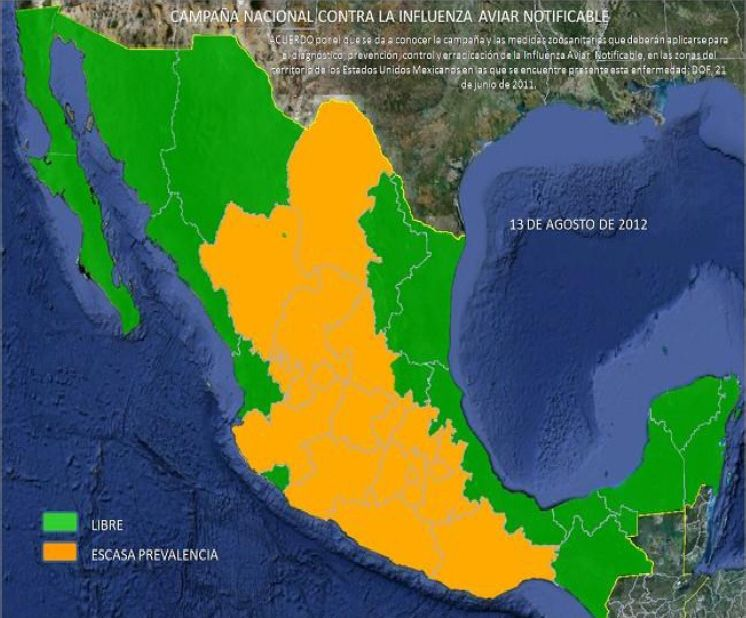 CAMPAÑA NACIONAL CONTRA LA INFLUENZA AVIAR NOTIFICABLE
ACUERDO por el que se da a conocer la campaña y las medidas zoosanitarias que deberán aplicarse para
el diagnóstico, prevención, control y erradicación de la Influenza Aviar Notificable, en las zonas del
territorio de los Estados Unidos Mexicanos en las que se encuentre presente esta enfermedad; DOF, 21
de junio de 2011.
13 DE AGOSTO DE 2012
LIBRE
ESCASA PREVALENCIA